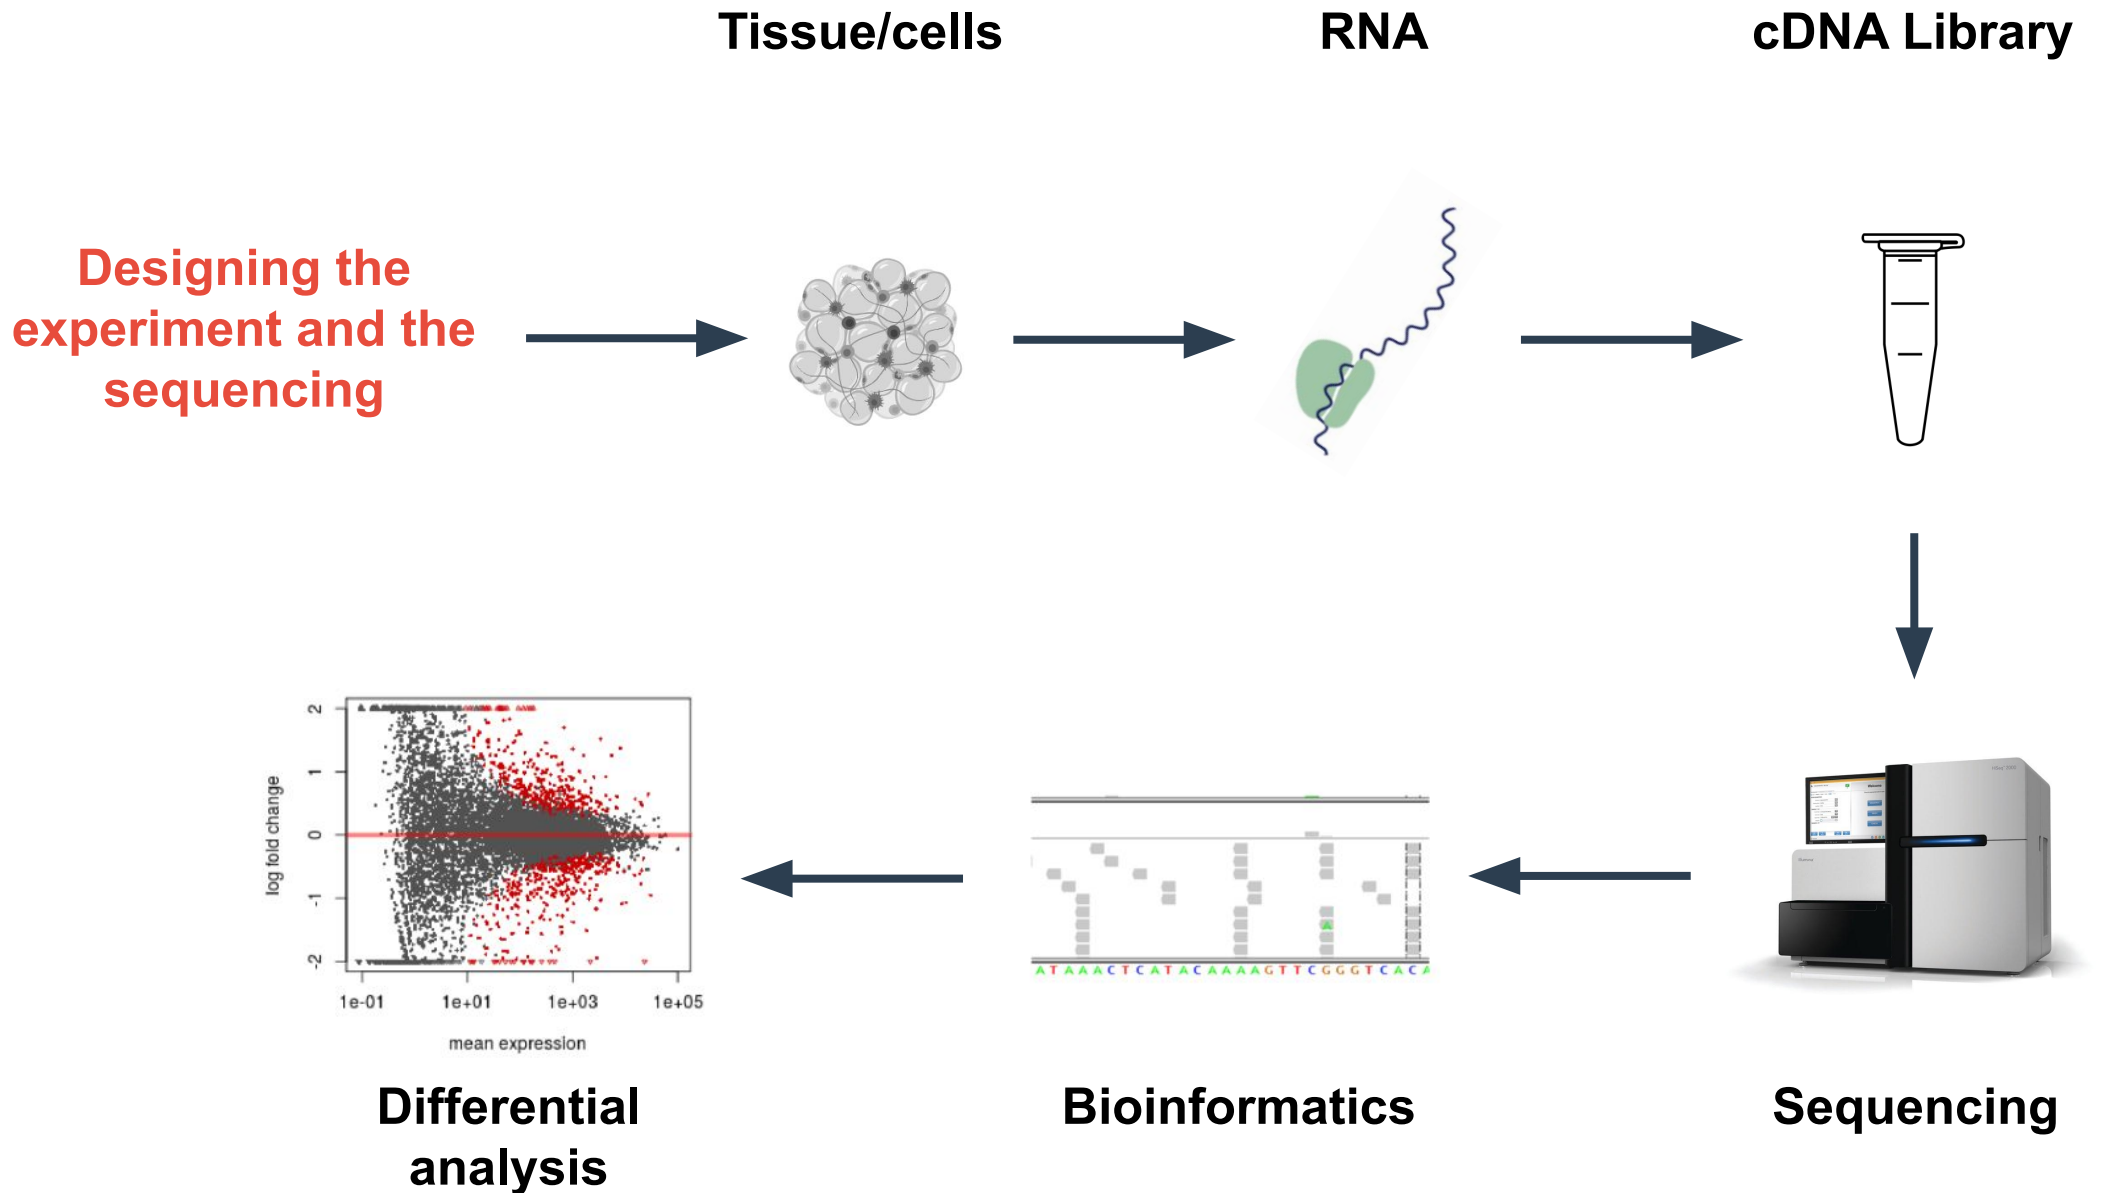 Tissue/cells
RNA
cDNA Library
Designing the
experiment and the
sequencing
2
1
0
-1
-2
log fold change
1e-01
1e+01
1e+03
1e+05
mean expression
A
ATAAACTCATACAAAAGTTCGGGTCACA
Differential
analysis
Bioinformatics
Sequencing